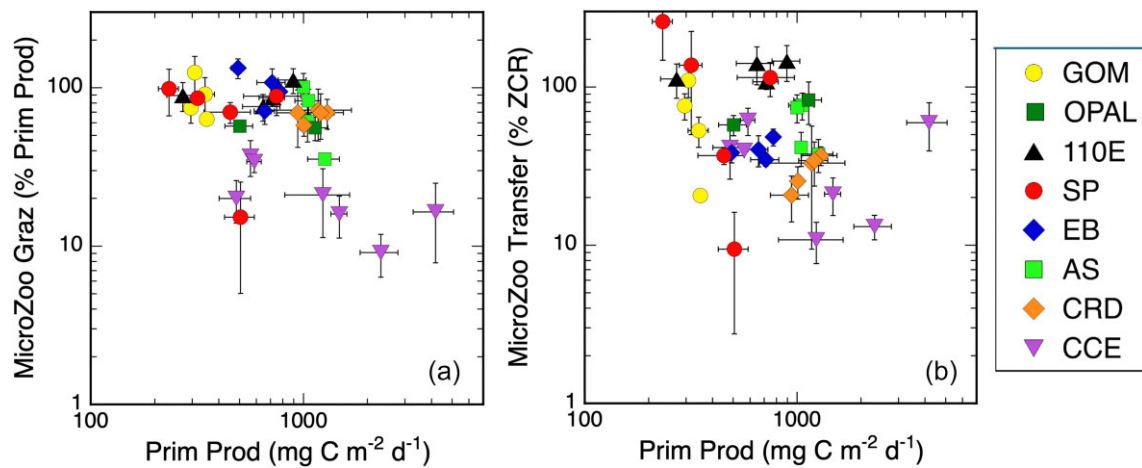 MicroZoo Graz (% Prim Prod)
100
10
1
100
1000
Prim Prod (mg C m⁻² d⁻¹)
(a)
MicroZoo Transfer (% ZCR)
100
10
1
100
1000
Prim Prod (mg C m⁻² d⁻¹)
(b)
GOM
OPAL
110E
SP
EB
AS
CRD
CCE